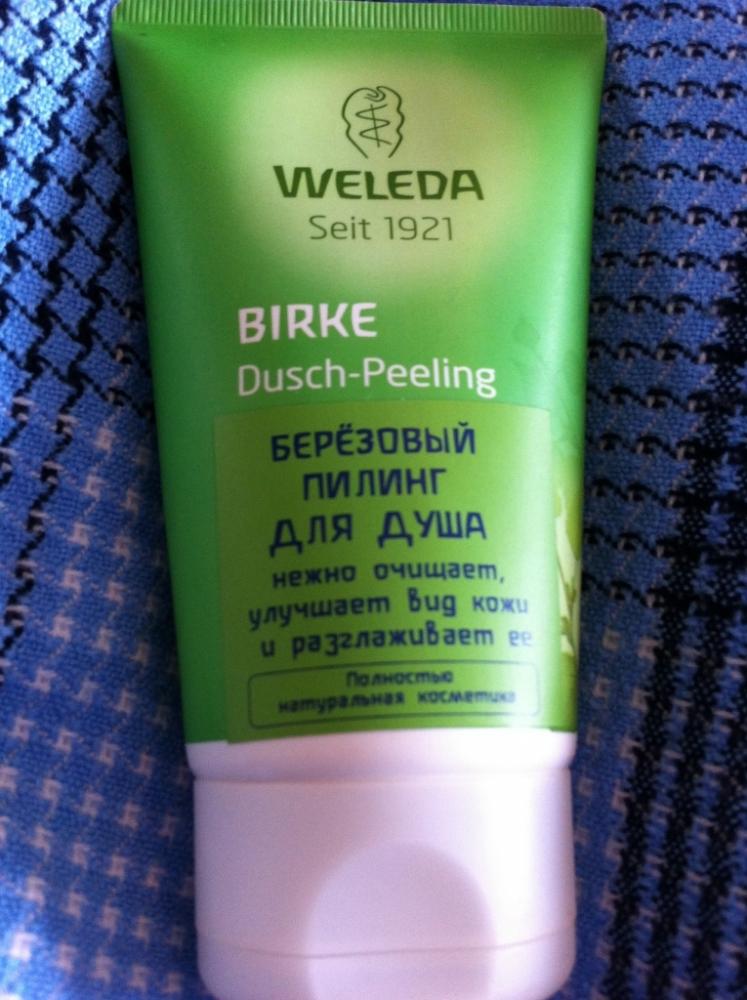 WELEDA
Seit 1921
BIRKE
Dusch-Peeling
БЕРЁЗОВЫЙ
ПИЛИНГ
ДЛЯ ДУША
нежно очищает,
улучшает вид кожи
и разглаживает ее
Полностью
натуральная косметика